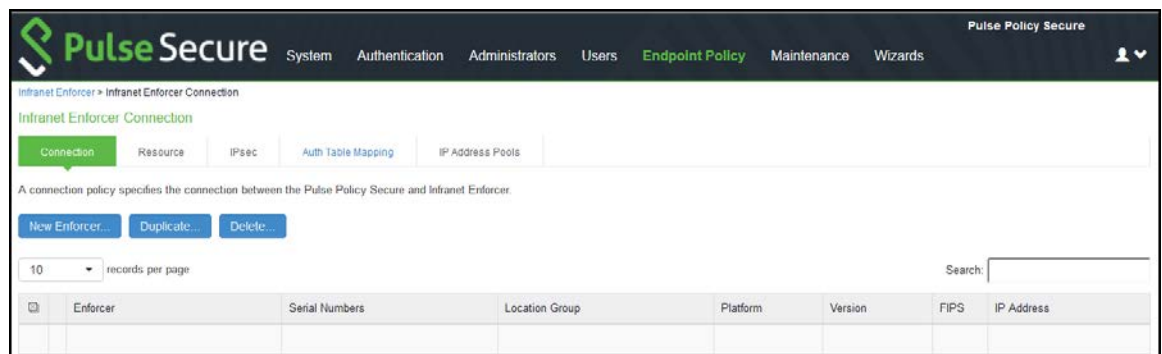 Pulse Policy Secure
Pulse Secure System Authentication Administrators Users Endpoint Policy Maintenance Wizards
Infranet Enforcer > Infranet Enforcer Connection
Infranet Enforcer Connection
Connection Resource IPsec Auth Table Mapping IP Address Pools
A connection policy specifies the connection between the Pulse Policy Secure and Infranet Enforcer.
New Enforcer... Duplicate... Delete...
10 records per page Search:
Enforcer Serial Numbers Location Group Platform Version FIPS IP Address